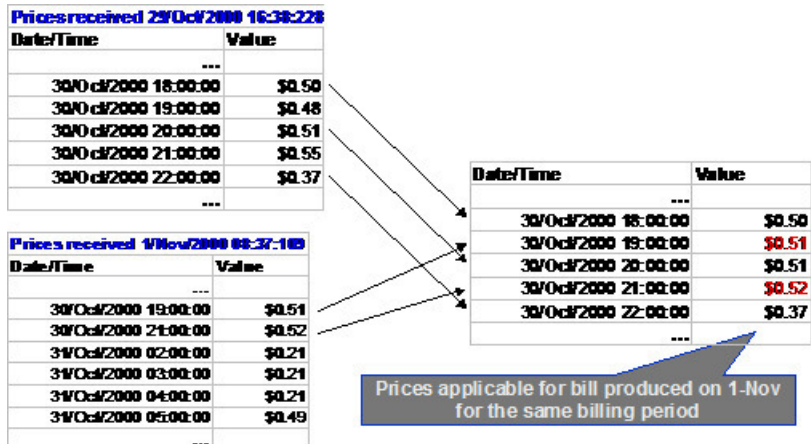 Prices received 29/Oct/2000 16:38:228
Date/Time Value
...
30/Oct/2000 18:00:00 $0.50
30/Oct/2000 19:00:00 $0.48
30/Oct/2000 20:00:00 $0.51
30/Oct/2000 21:00:00 $0.55
30/Oct/2000 22:00:00 $0.37
...
Prices received 1/Nov/2000 08:37:109
Date/Time Value
...
30/Oct/2000 19:00:00 $0.51
30/Oct/2000 21:00:00 $0.52
31/Oct/2000 02:00:00 $0.21
31/Oct/2000 03:00:00 $0.21
31/Oct/2000 04:00:00 $0.21
31/Oct/2000 05:00:00 $0.49
...
Date/Time Value
...
30/Oct/2000 18:00:00 $0.50
30/Oct/2000 19:00:00 $0.51
30/Oct/2000 20:00:00 $0.51
30/Oct/2000 21:00:00 $0.52
30/Oct/2000 22:00:00 $0.37
...
Prices applicable for bill produced on 1-Nov
for the same billing period